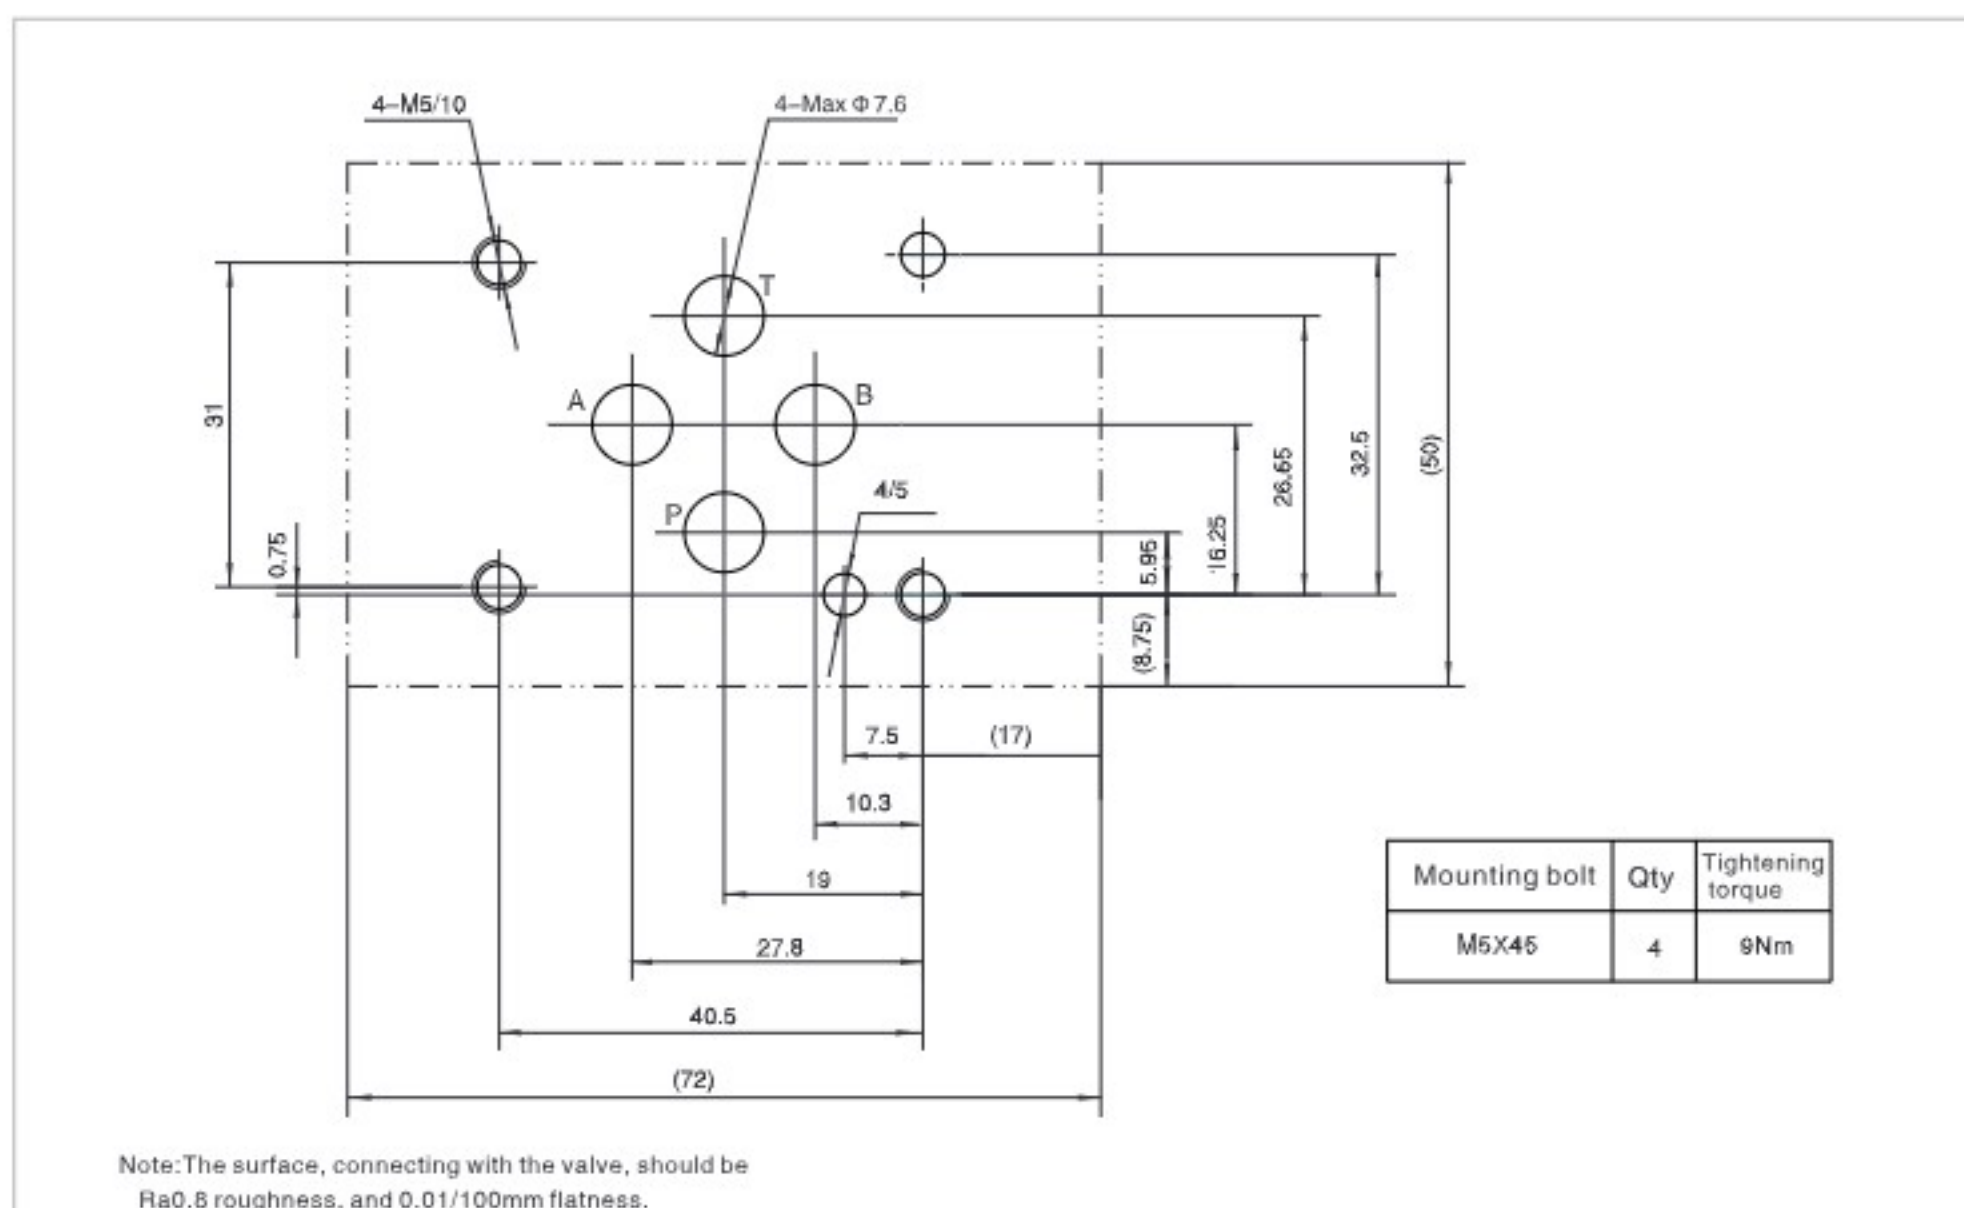 4-M5/10
4-Max Φ7.6
T
A
B
P
4/5
31
0.75
5.95
16.25
26.65
32.5
(50)
(8.75)
7.5
(17)
10.3
19
27.8
40.5
(72)
Mounting bolt Qty Tightening
torque
M5X45 4 9Nm
Note:The surface, connecting with the valve, should be
Ra0.8 roughness, and 0.01/100mm flatness.